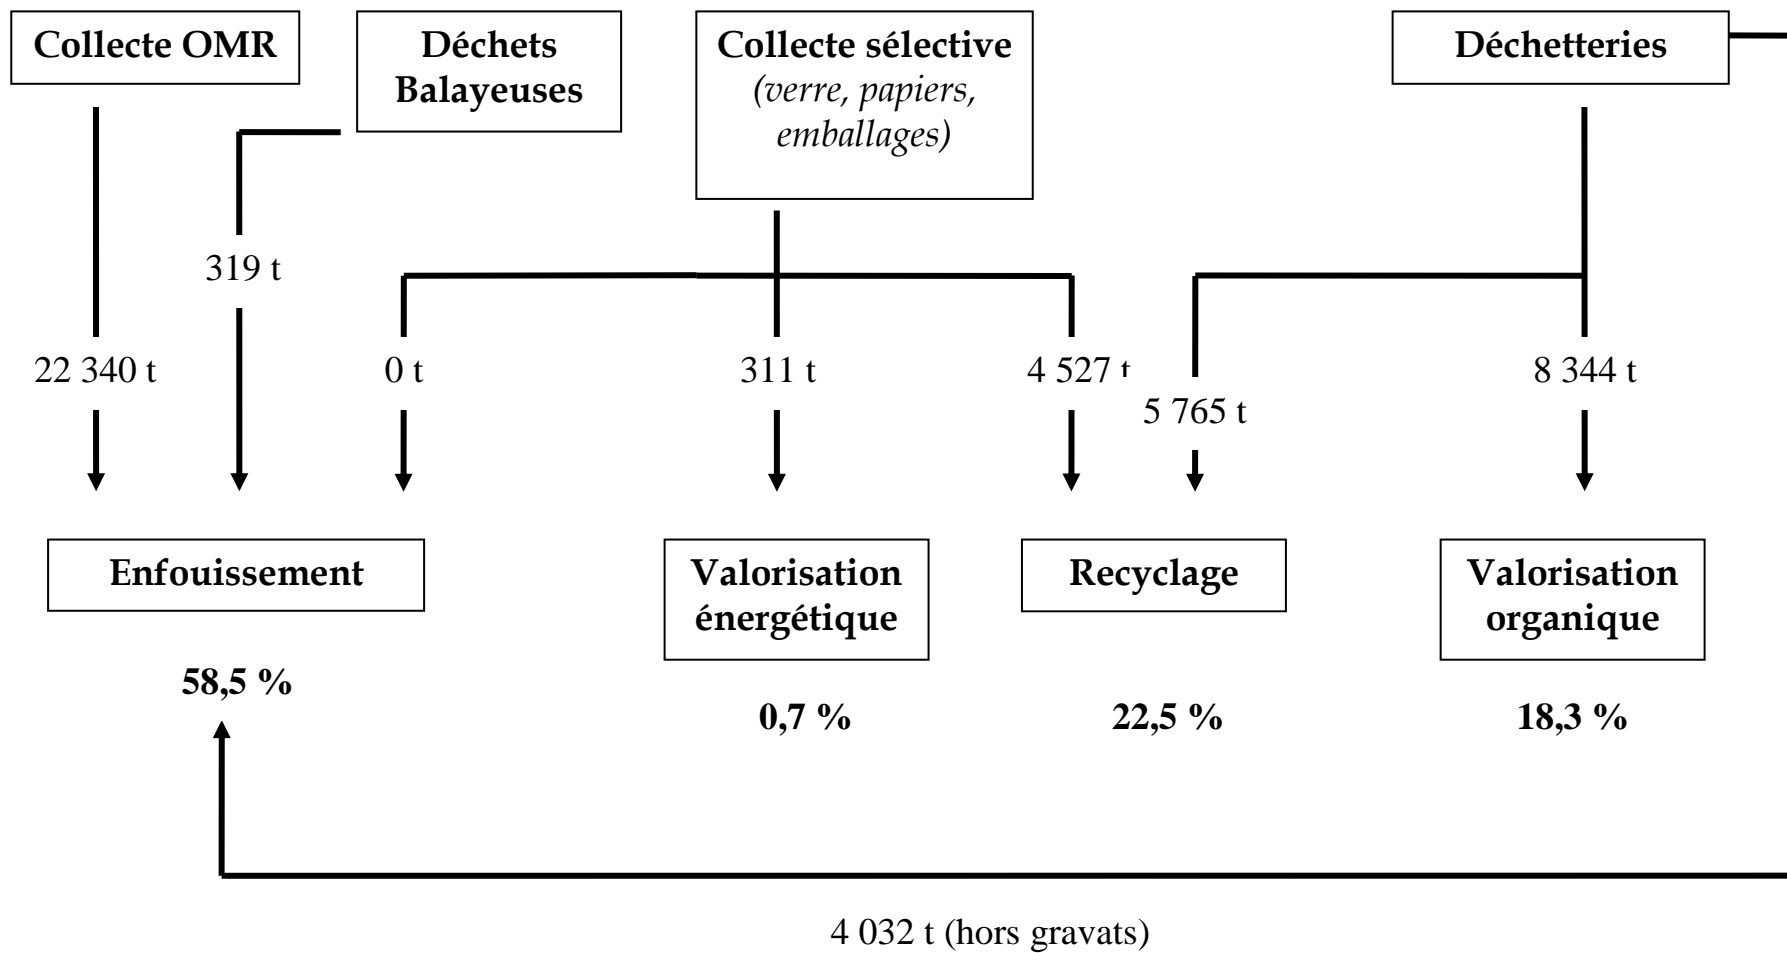 Collecte OMR
Déchets
Balayeuses
Collecte sélective
(verre, papiers,
emballages)
Déchetteries
319 t
22 340 t
0 t
311 t
4 527 t
5 765 t
8 344 t
Enfouissement
Valorisation
énergétique
Recyclage
Valorisation
organique
58,5 %
0,7 %
22,5 %
18,3 %
4 032 t (hors gravats)